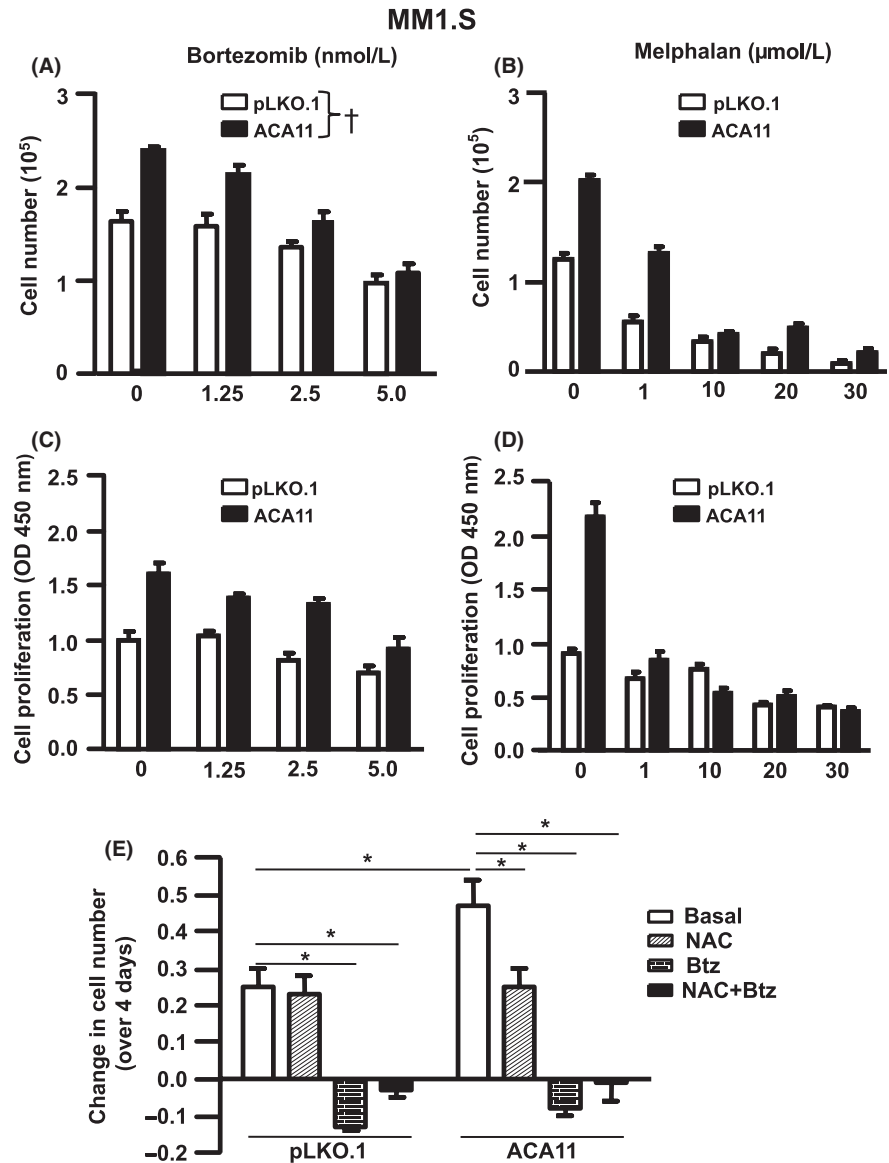 MM1.S
Bortezomib (nmol/L)
Melphalan (µmol/L)
(A)
Cell number (10⁵)
3
2
1
0
pLKO.1
ACA11
†
0 1.25 2.5 5.0
(B)
Cell number (10⁵)
3
2
1
0
pLKO.1
ACA11
0 1 10 20 30
(C)
Cell proliferation (OD 450 nm)
2.5
2.0
1.5
1.0
0.5
0.0
pLKO.1
ACA11
0 1.25 2.5 5.0
(D)
Cell proliferation (OD 450 nm)
2.5
2.0
1.5
1.0
0.5
0.0
pLKO.1
ACA11
0 1 10 20 30
(E)
Change in cell number
(over 4 days)
0.6
0.5
0.4
0.3
0.2
0.1
0.0
−0.1
−0.2
*
*
*
*
*
*
Basal
NAC
Btz
NAC+Btz
pLKO.1 ACA11